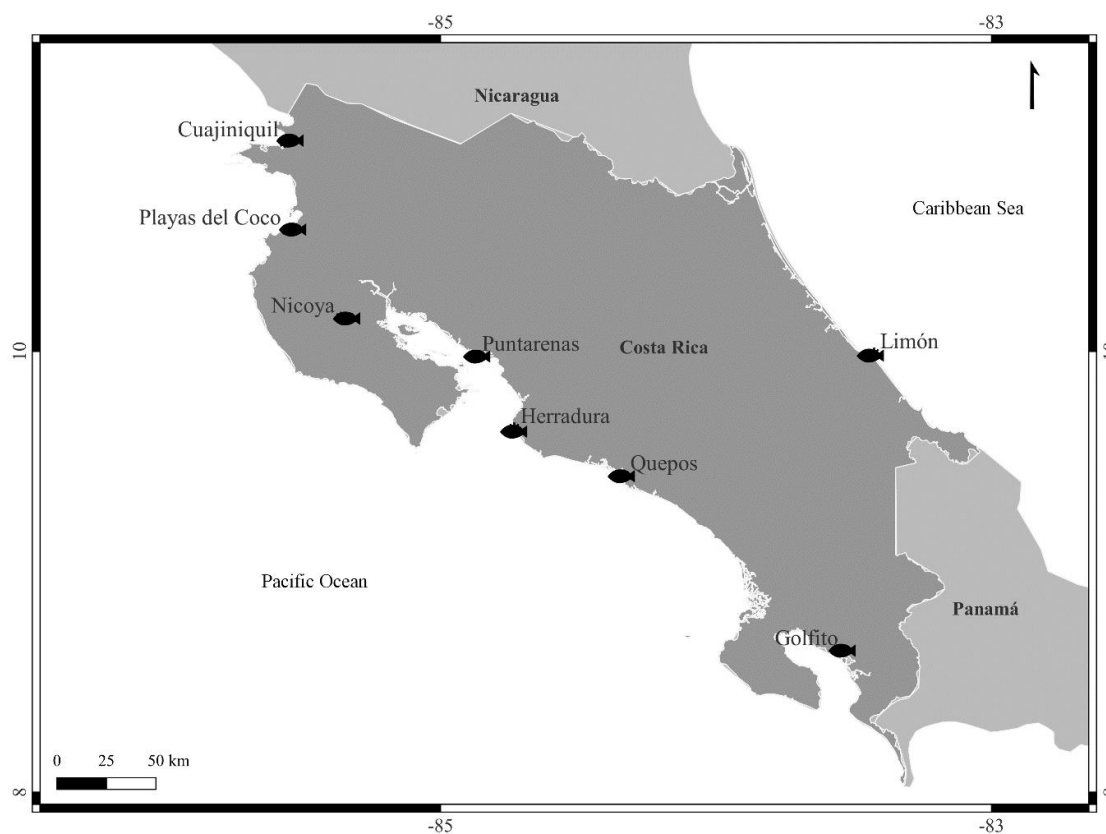 -85
-83
Nicaragua
Cuajiniquil
Caribbean Sea
Playas del Coco
Nicoya
Puntarenas
Costa Rica
Limón
10
Herradura
Quepos
Pacific Ocean
Panamá
Golfito
0 25 50 km
8
-85
-83